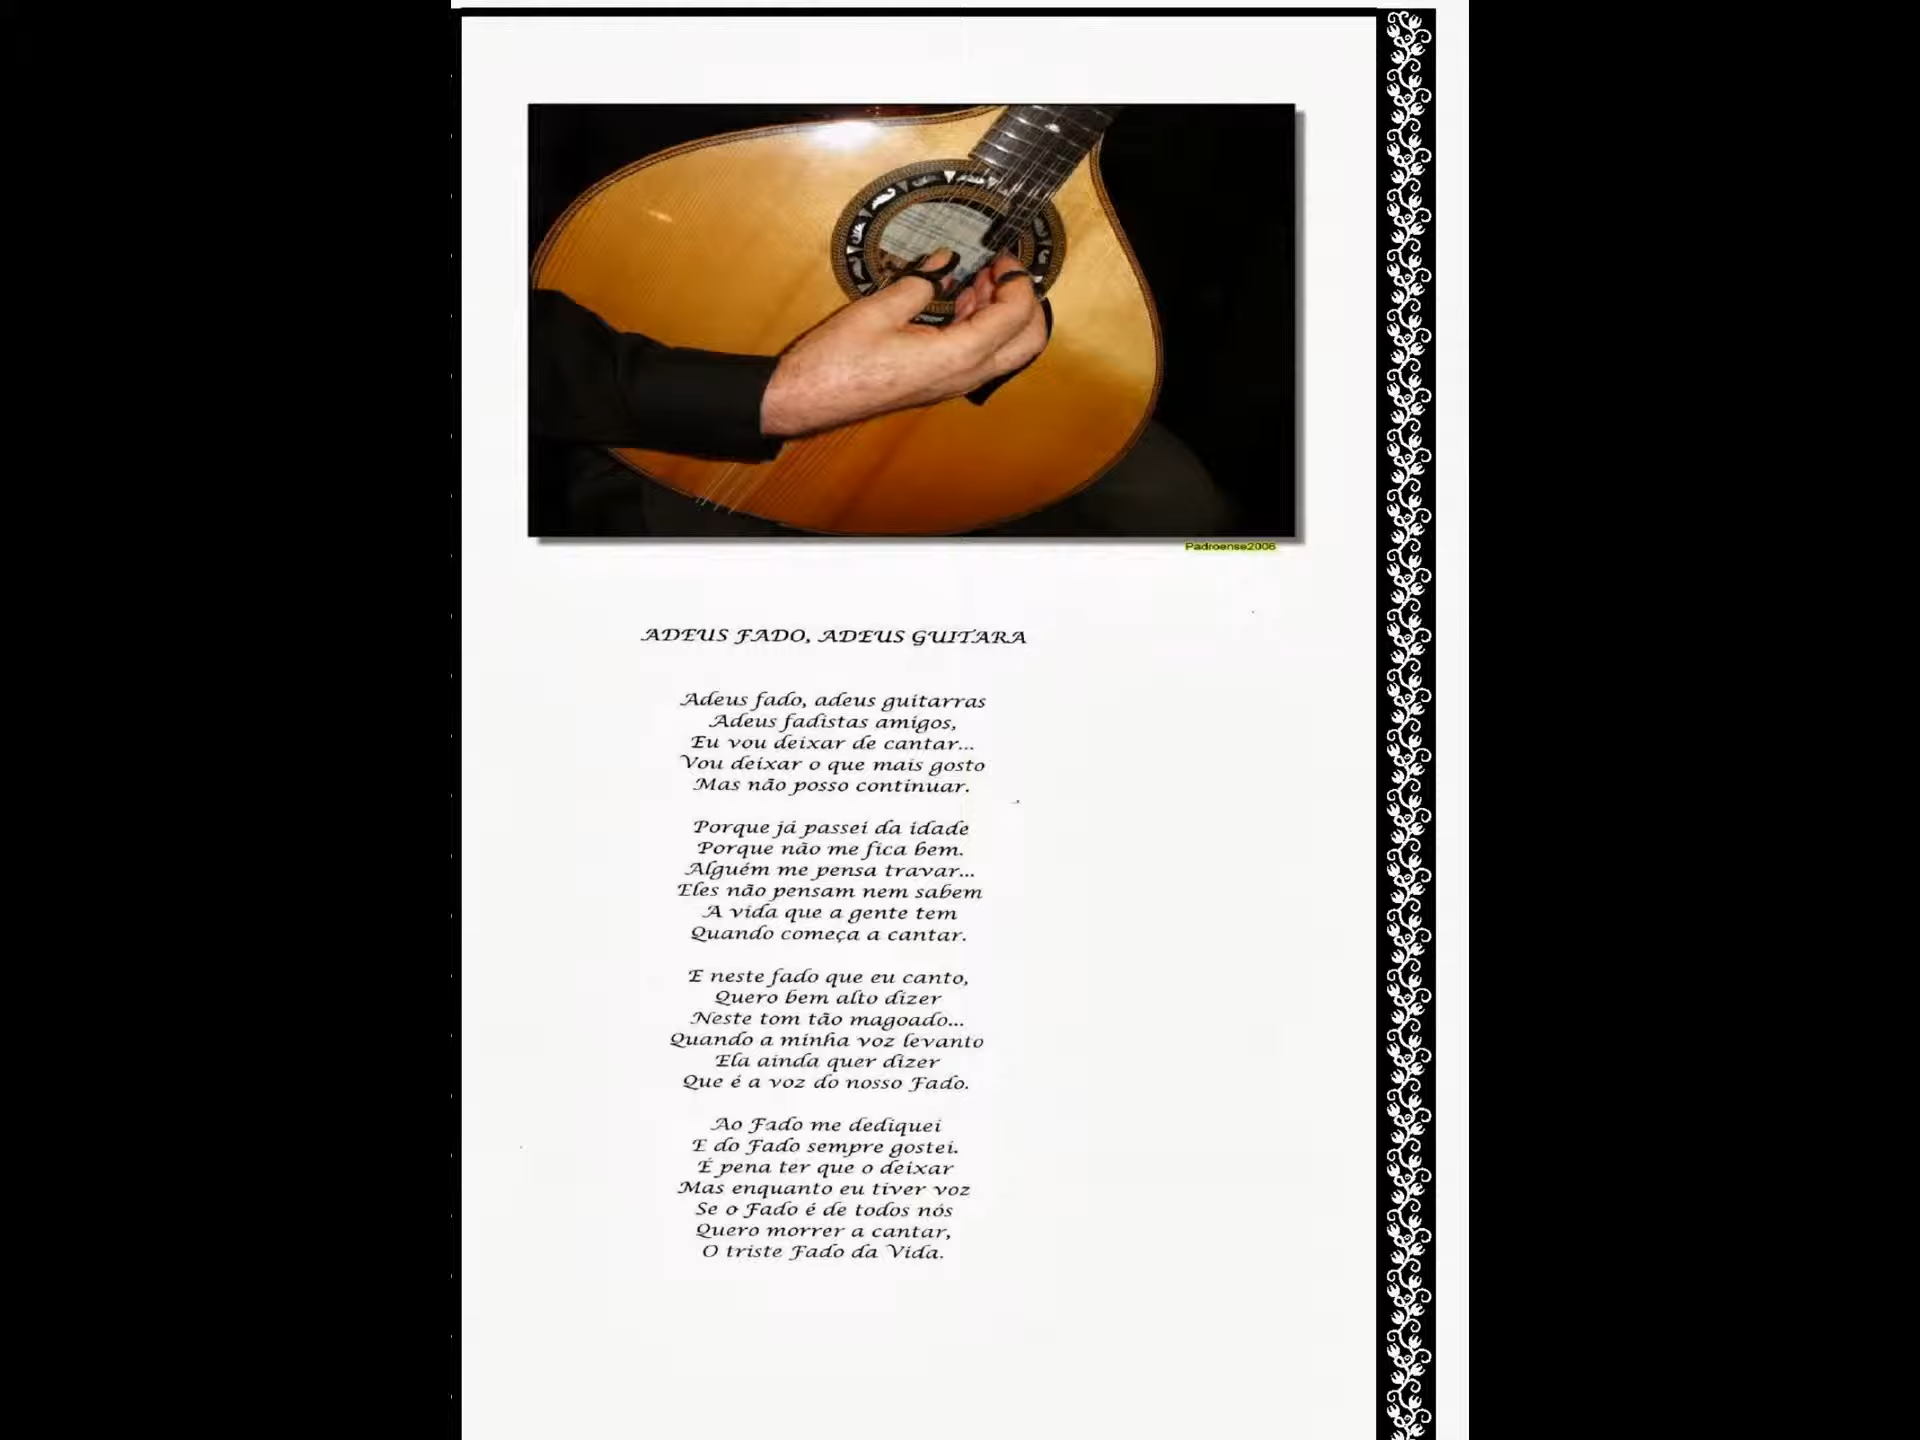 Padroense2006
ADEUS FADO, ADEUS GUITARA
Adeus fado, adeus guitarras
Adeus fadistas amigos,
Eu vou deixar de cantar...
Vou deixar o que mais gosto
Mas não posso continuar.
Porque já passei da idade
Porque não me fica bem.
Alguém me pensa travar...
Eles não pensam nem sabem
A vida que a gente tem
Quando começa a cantar.
E neste fado que eu canto,
Quero bem alto dizer
Neste tom tão magoado...
Quando a minha voz levanto
Ela ainda quer dizer
Que é a voz do nosso Fado.
Ao Fado me dediquei
E do Fado sempre gostei.
É pena ter que o deixar
Mas enquanto eu tiver voz
Se o Fado é de todos nós
Quero morrer a cantar,
O triste Fado da Vida.